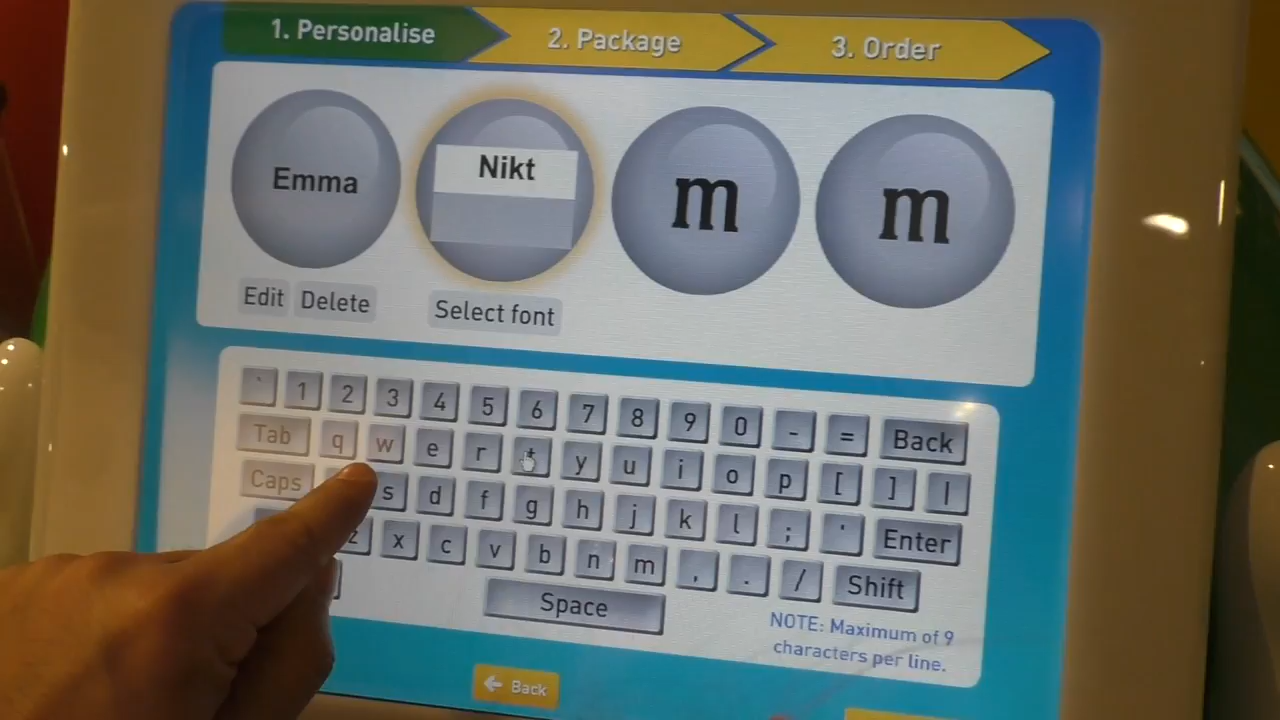 1. Personalise
2. Package
3. Order
Emma
Nikt
m
m
Edit Delete
Select font
` 1 2 3 4 5 6 7 8 9 0 - = Back
Tab q w e r t y u i o p [ ] |
Caps s d f g h j k l ; ' Enter
z x c v b n m , . / Shift
Space
NOTE: Maximum of 9
characters per line.
← Back